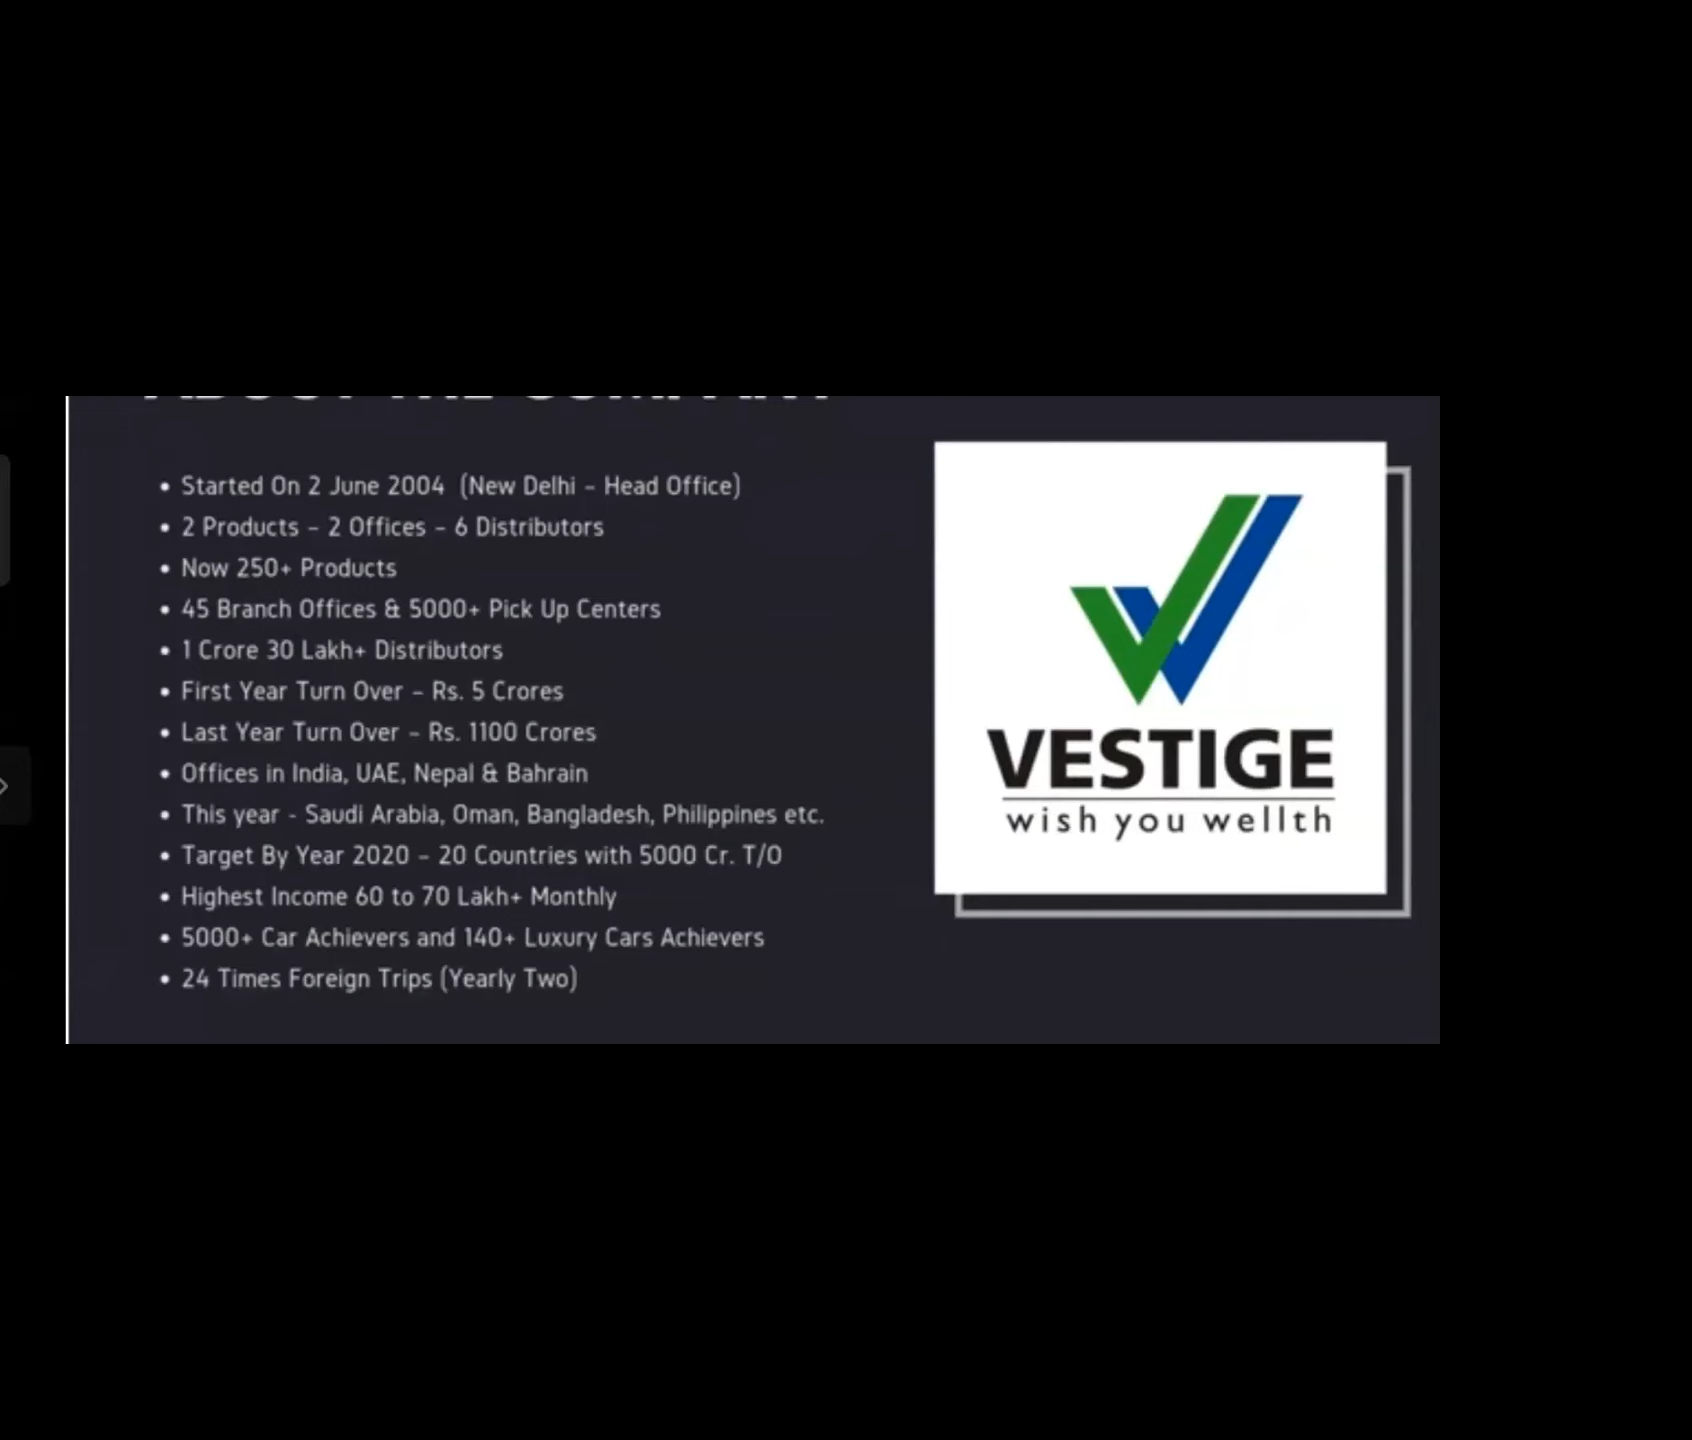 ABOUT THE COMPANY
• Started On 2 June 2004 (New Delhi – Head Office)
• 2 Products – 2 Offices – 6 Distributors
• Now 250+ Products
• 45 Branch Offices & 5000+ Pick Up Centers
• 1 Crore 30 Lakh+ Distributors
• First Year Turn Over – Rs. 5 Crores
• Last Year Turn Over – Rs. 1100 Crores
• Offices in India, UAE, Nepal & Bahrain
• This year - Saudi Arabia, Oman, Bangladesh, Philippines etc.
• Target By Year 2020 – 20 Countries with 5000 Cr. T/O
• Highest Income 60 to 70 Lakh+ Monthly
• 5000+ Car Achievers and 140+ Luxury Cars Achievers
• 24 Times Foreign Trips (Yearly Two)
VESTIGE
wish you wellth